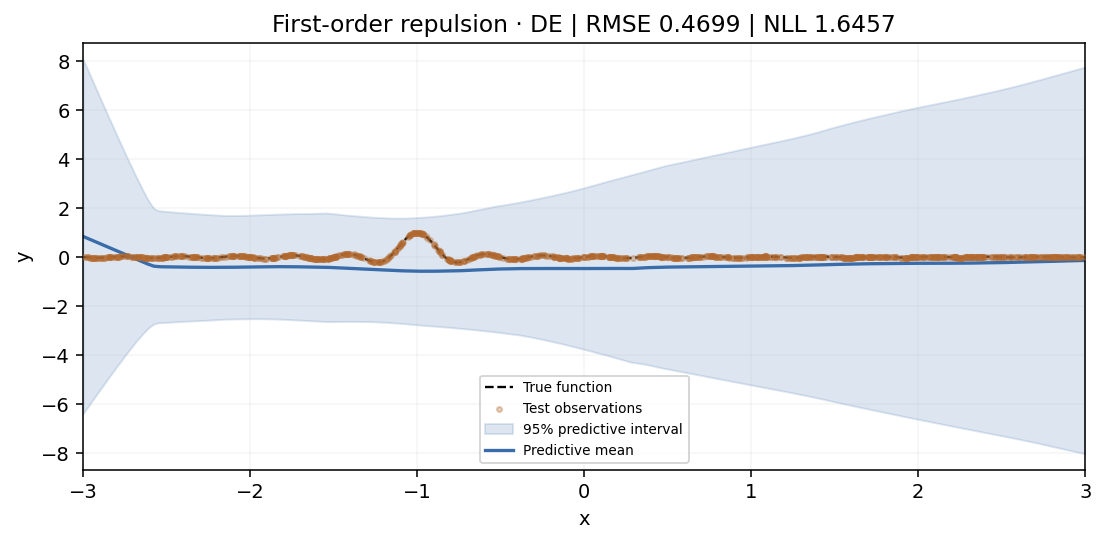 First-order repulsion · DE | RMSE 0.4699 | NLL 1.6457
8
6
4
2
0
−2
−4
−6
−8
y
True function
Test observations
95% predictive interval
Predictive mean
−3 −2 −1 0 1 2 3
x